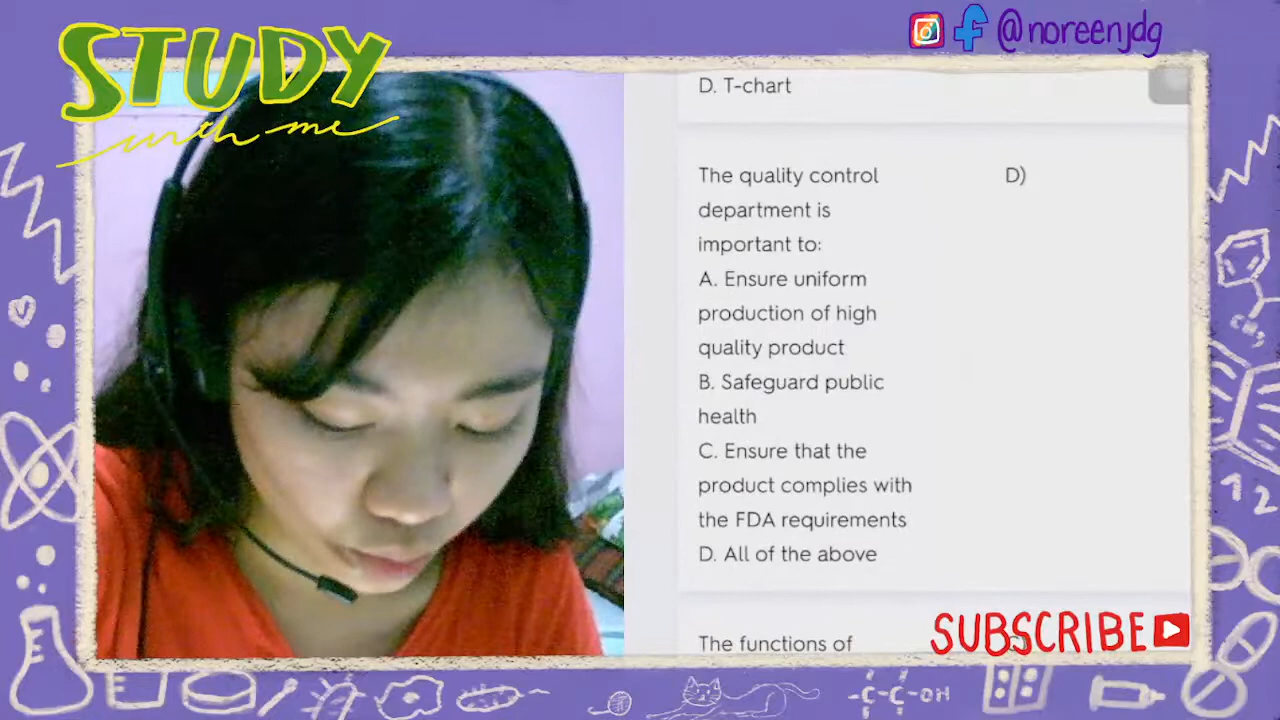 STUDY
with me
@noreenjdg
D. T-chart
The quality control
department is
important to:
A. Ensure uniform
production of high
quality product
B. Safeguard public
health
C. Ensure that the
product complies with
the FDA requirements
D. All of the above
D)
The functions of
SUBSCRIBE
CH3
12
-C-C-OH